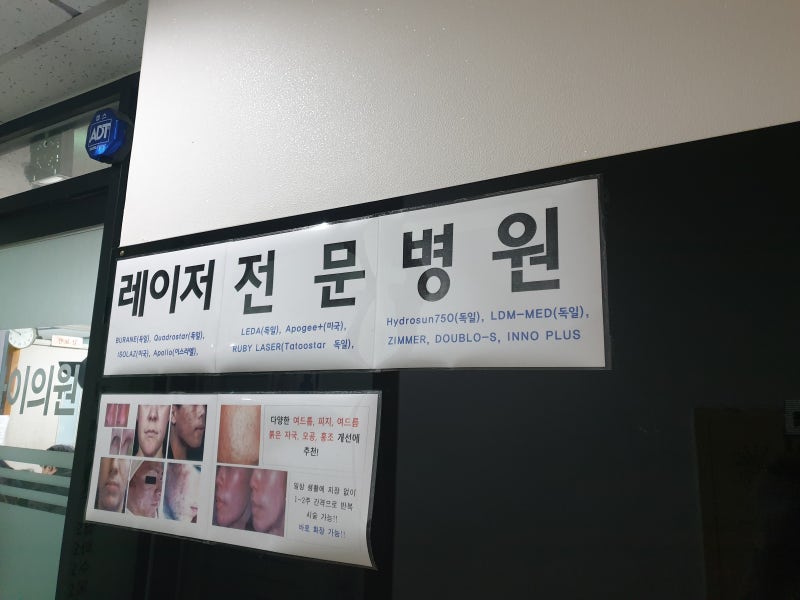 캡스
ADT
레이저 전 문 병 원
BURANE(독일), Quadrostar(독일),
ISOLAZ(미국), Apollo(이스라엘),
LEDA(독일), Apogee+(미국),
RUBY LASER(Tatoostar 독일),
Hydrosun750(독일), LDM-MED(독일),
ZIMMER, DOUBLO-S, INNO PLUS
이의원
다양한 여드름, 피지, 여드름
붉은 자국, 모공, 홍조 개선에
추천!
일상 생활에 지장 없이
1~2주 간격으로 반복
시술 가능!!
바로 화장 가능!!